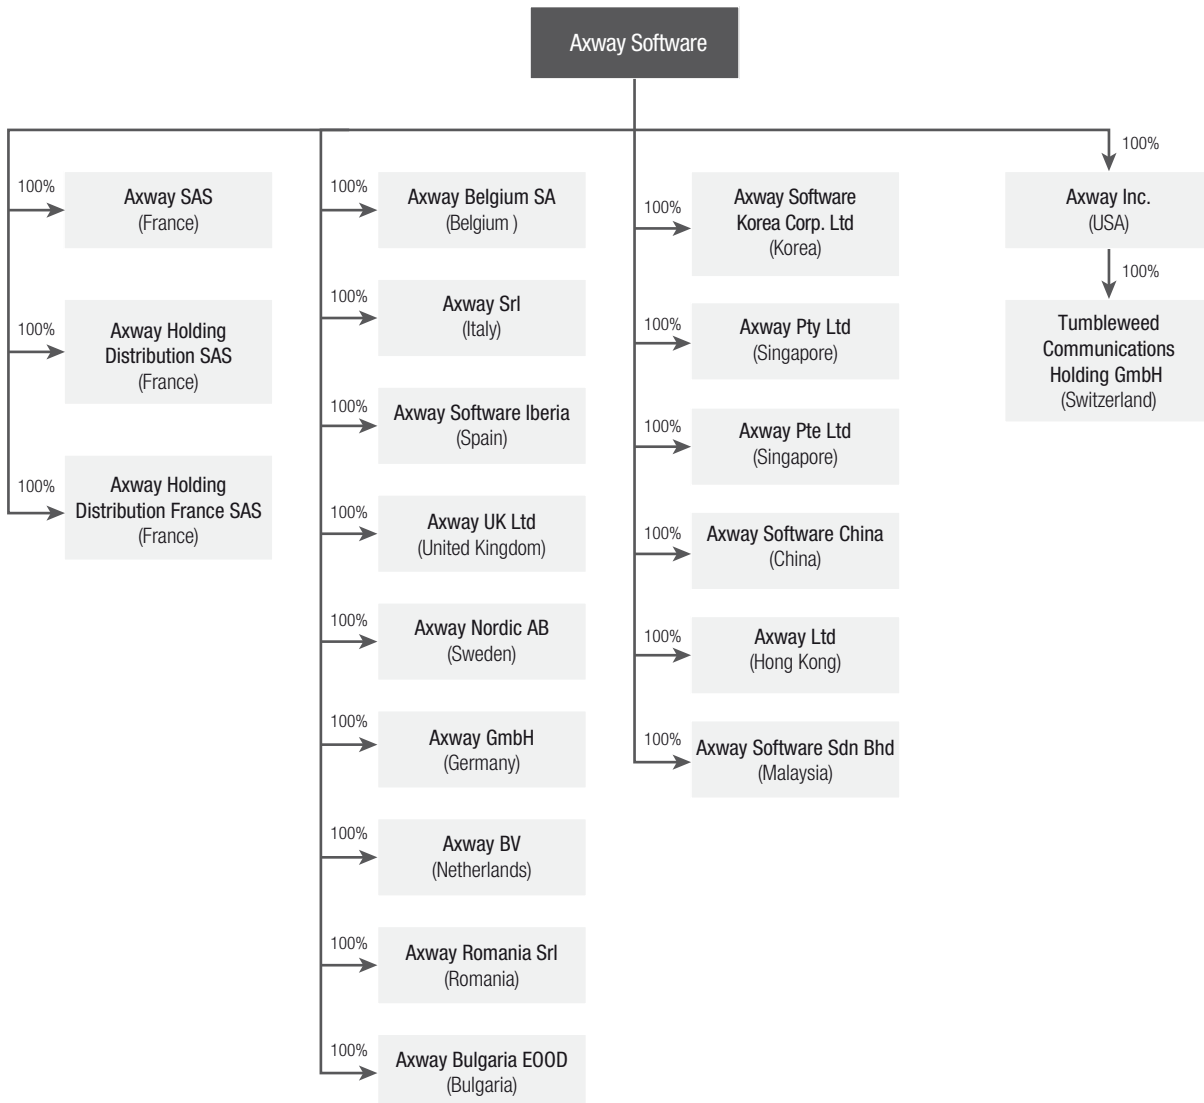 Axway Software
100%
Axway SAS
(France)
100%
Axway Holding
Distribution SAS
(France)
100%
Axway Holding
Distribution France SAS
(France)
100%
Axway Belgium SA
(Belgium )
100%
Axway Srl
(Italy)
100%
Axway Software Iberia
(Spain)
100%
Axway UK Ltd
(United Kingdom)
100%
Axway Nordic AB
(Sweden)
100%
Axway GmbH
(Germany)
100%
Axway BV
(Netherlands)
100%
Axway Romania Srl
(Romania)
100%
Axway Bulgaria EOOD
(Bulgaria)
100%
Axway Software
Korea Corp. Ltd
(Korea)
100%
Axway Pty Ltd
(Singapore)
100%
Axway Pte Ltd
(Singapore)
100%
Axway Software China
(China)
100%
Axway Ltd
(Hong Kong)
100%
Axway Software Sdn Bhd
(Malaysia)
100%
Axway Inc.
(USA)
100%
Tumbleweed
Communications
Holding GmbH
(Switzerland)